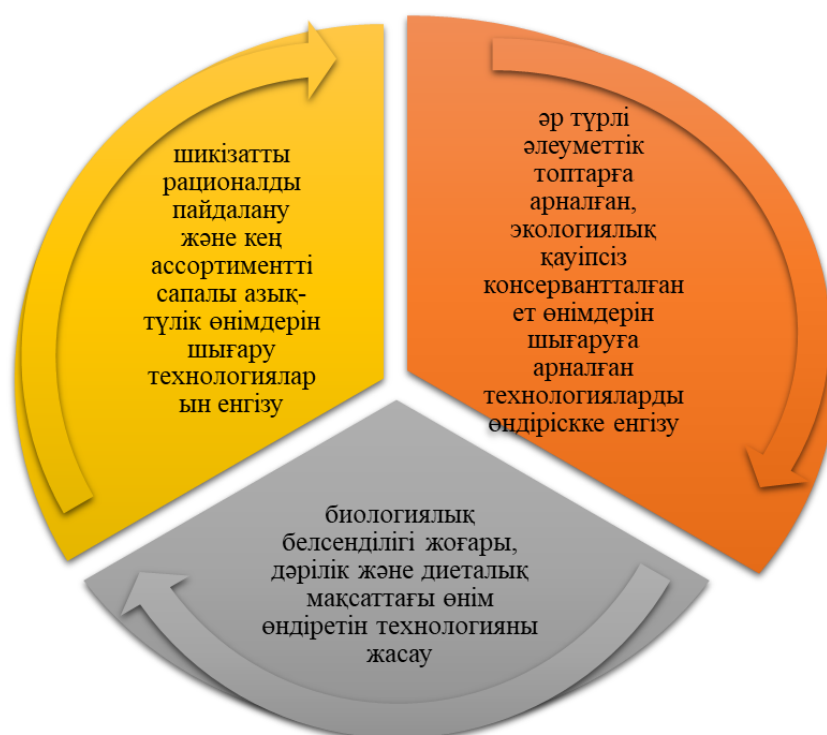 шикізатты
рационалды
пайдалану
және кең
ассортиментті
сапалы азық-
түлік өнімдерін
шығару
технологиялар
ын енгізу
әр түрлі
әлеуметтік
топтарға
арналған,
экологиялық
қауіпсіз
консервантталған
ет өнімдерін
шығаруға
арналған
технологияларды
өндіріскке енгізу
биологиялық
белсенділігі жоғары,
дәрілік және диеталық
мақсаттағы өнім
өндіретін технологияны
жасау